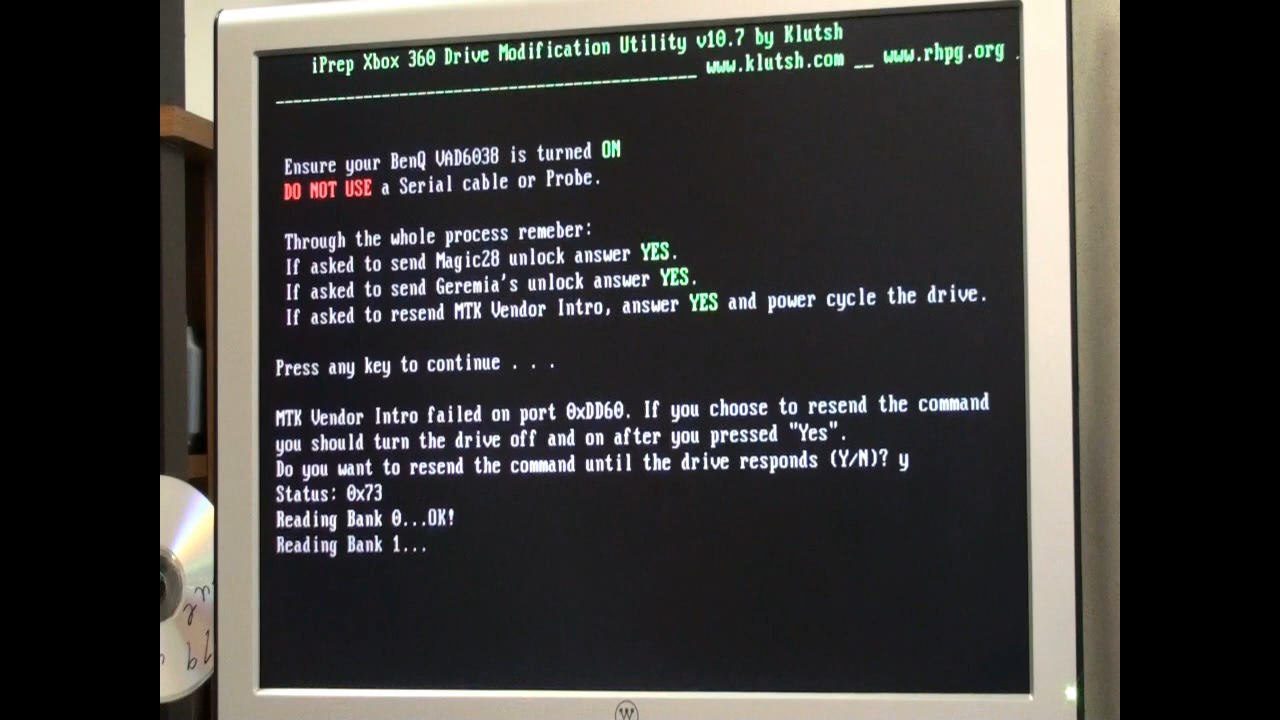 iPrep Xbox 360 Drive Modification Utility v10.7 by Klutsh
www.klutsh.com __ www.rhpg.org .
Ensure your BenQ VAD6038 is turned ON
DO NOT USE a Serial cable or Probe.
Through the whole process remeber:
If asked to send Magic28 unlock answer YES.
If asked to send Geremia's unlock answer YES.
If asked to resend MTK Vendor Intro, answer YES and power cycle the drive.
Press any key to continue . . .
MTK Vendor Intro failed on port 0xDD60. If you choose to resend the command
you should turn the drive off and on after you pressed "Yes".
Do you want to resend the command until the drive responds (Y/N)? y
Status: 0x73
Reading Bank 0...OK!
Reading Bank 1...
W